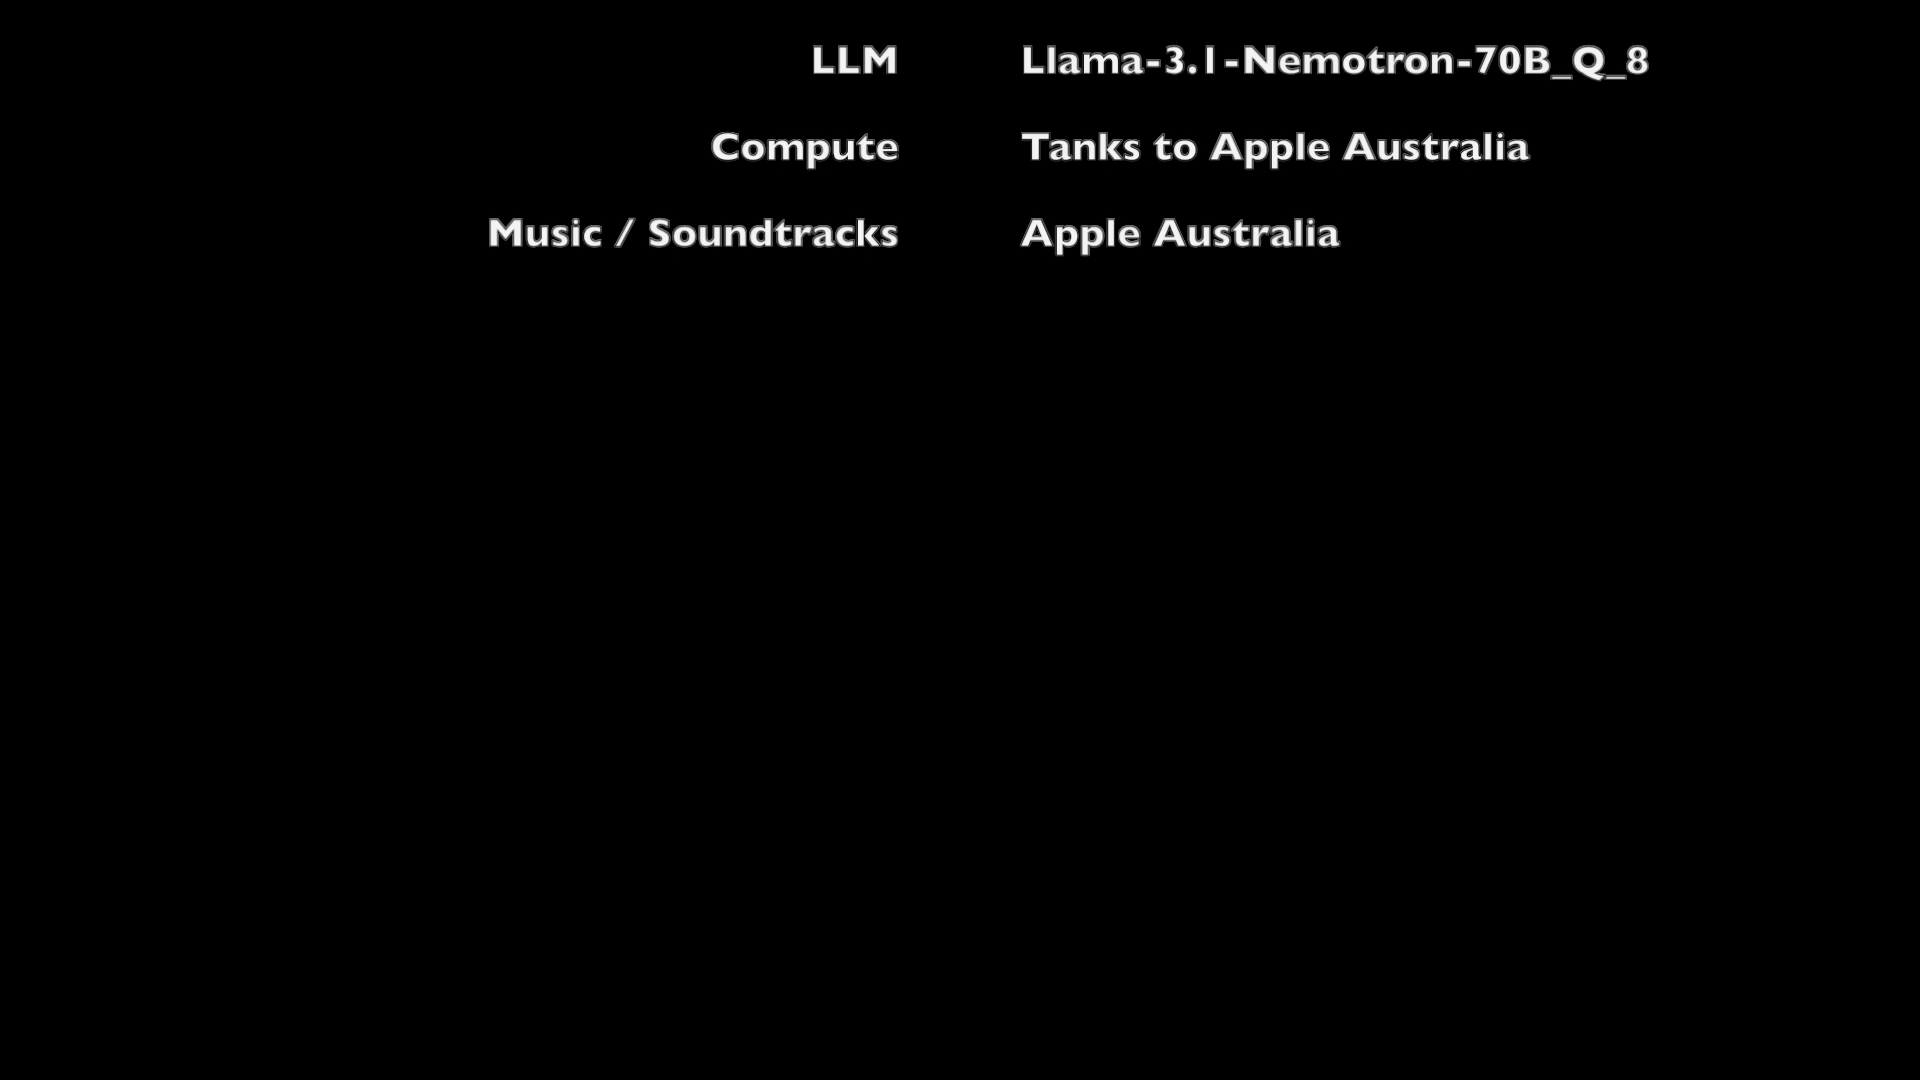 LLM Llama-3.1-Nemotron-70B_Q_8
Compute Tanks to Apple Australia
Music / Soundtracks Apple Australia